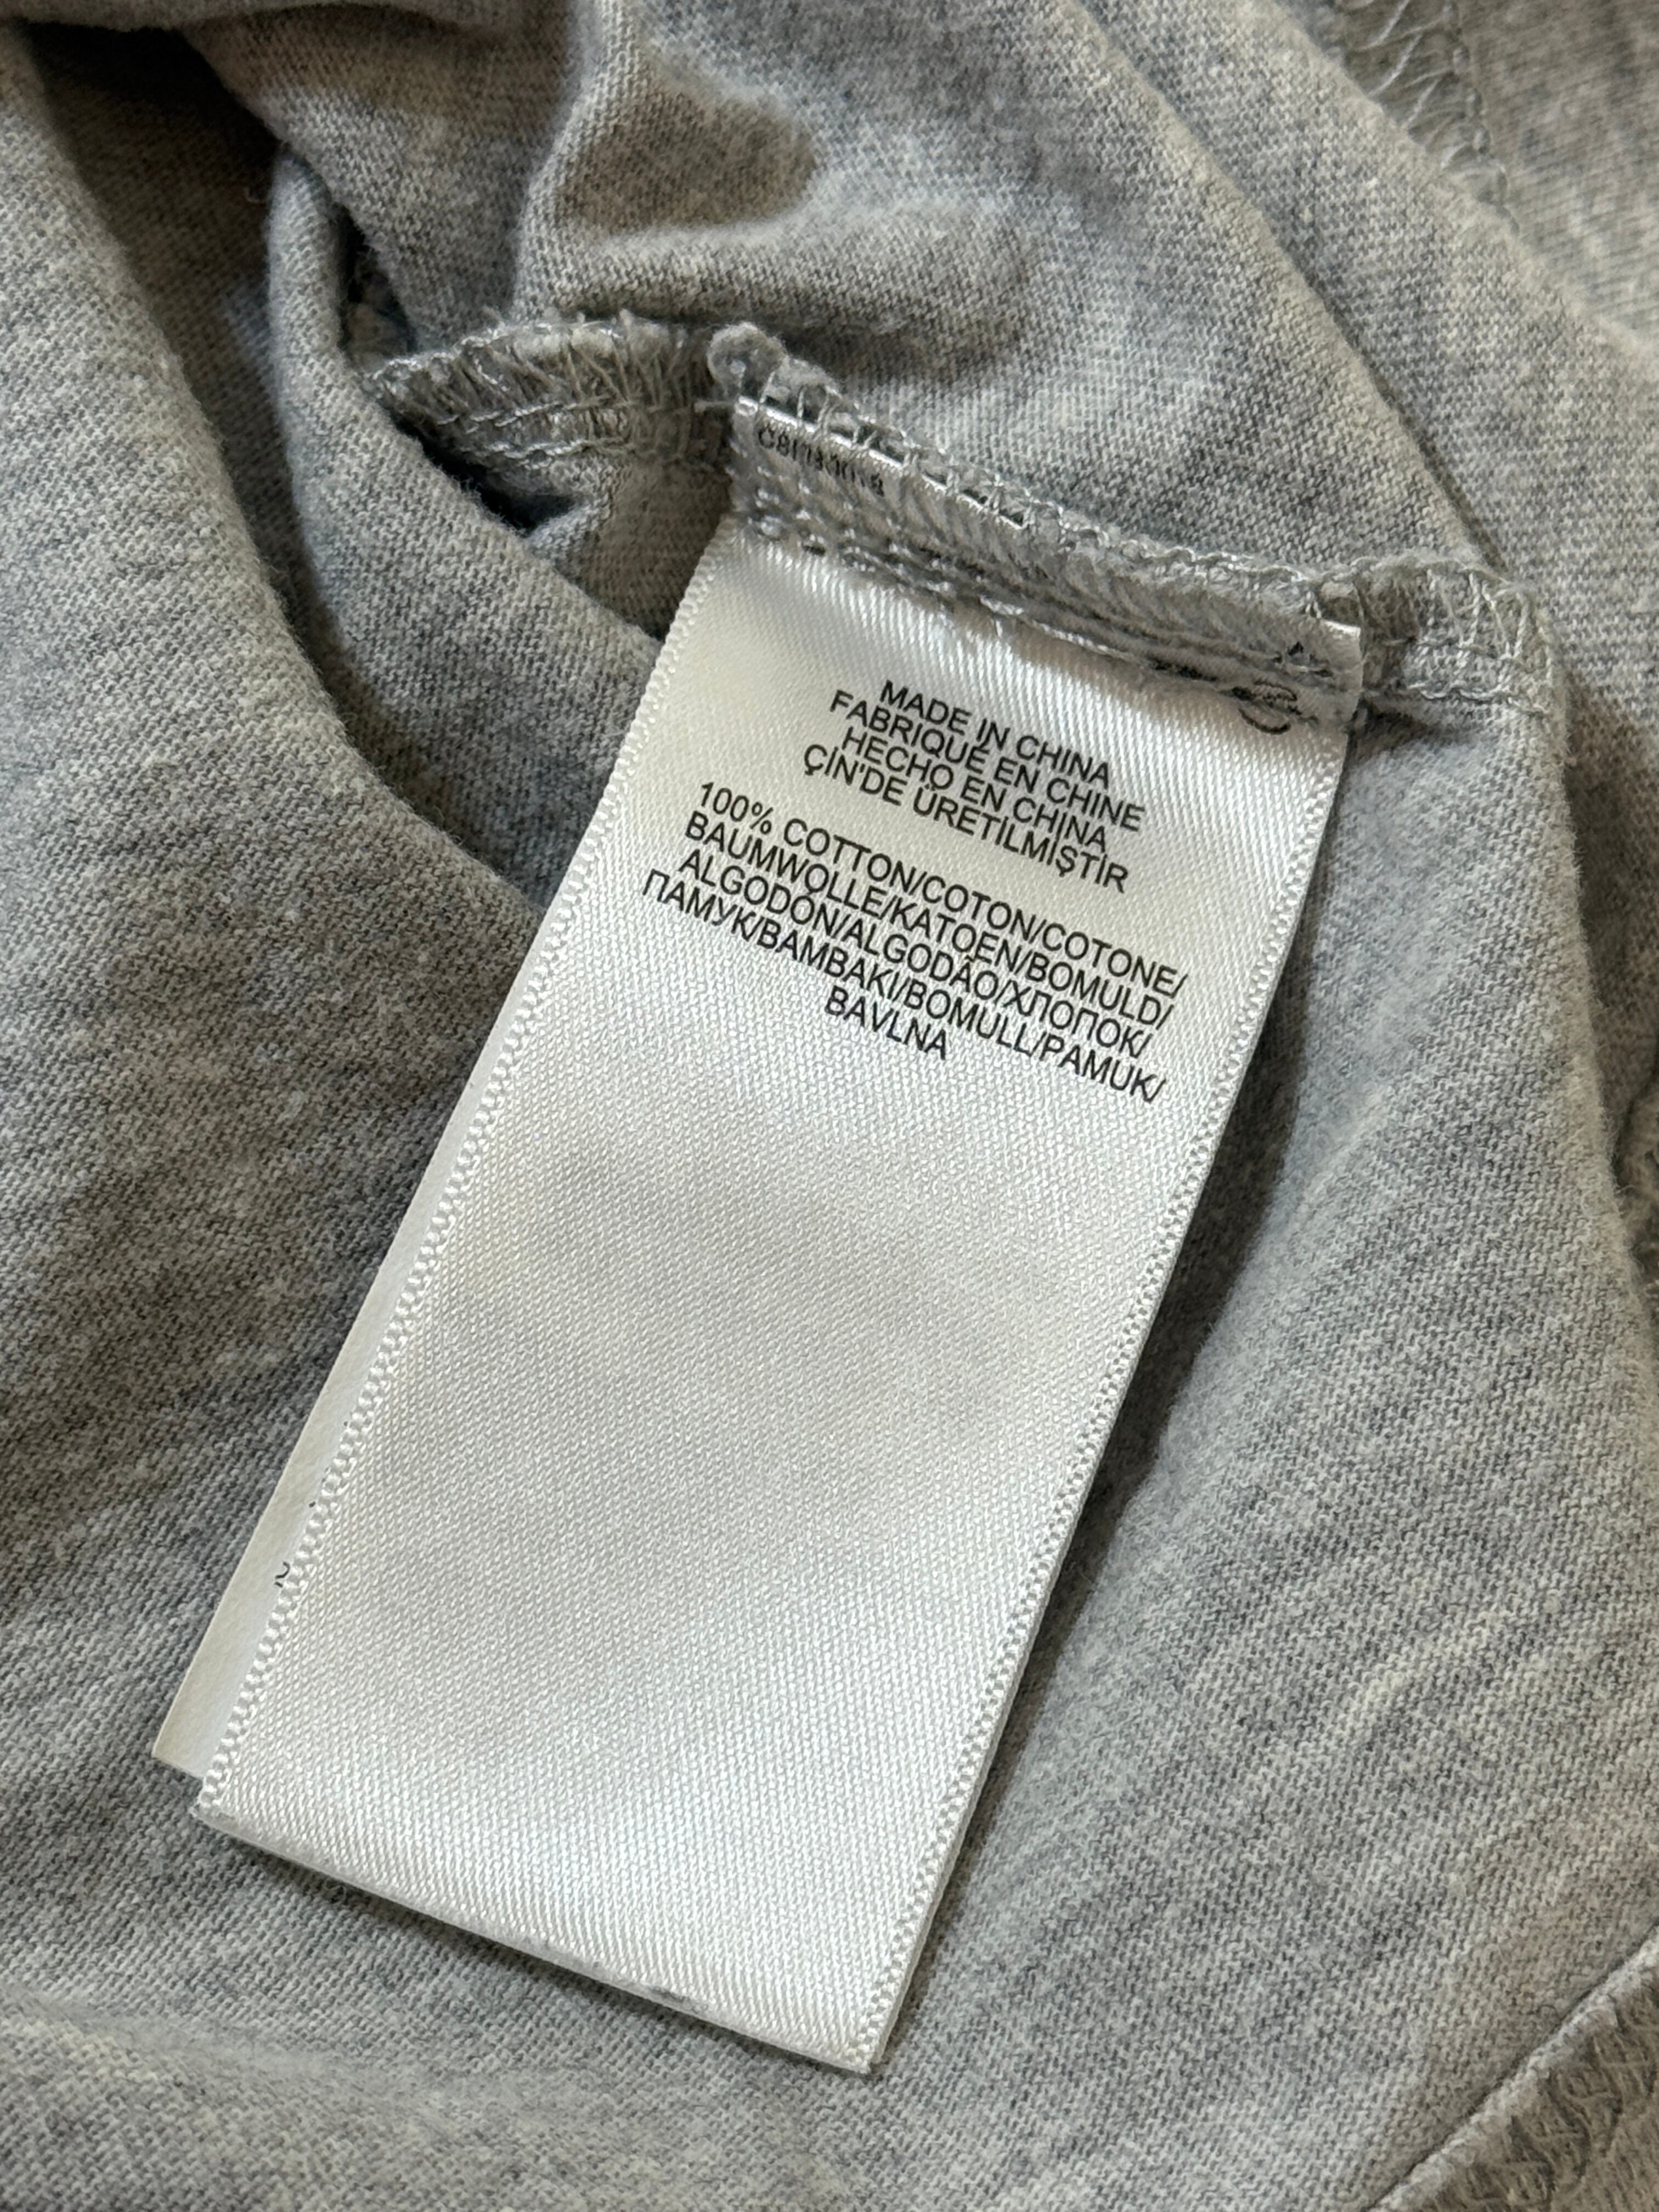 MADE IN CHINA
FABRIQUÉ EN CHINE
HECHO EN CHINA
ÇİN'DE ÜRETİLMİŞTİR
100% COTTON/COTON/COTONE/
BAUMWOLLE/KATOEN/BOMULD/
ALGODÓN/ALGODÃO/ХЛОПОК/
ПАМУК/ΒΑΜΒΑΚΙ/BOMULL/PAMUK/
BAVLNA